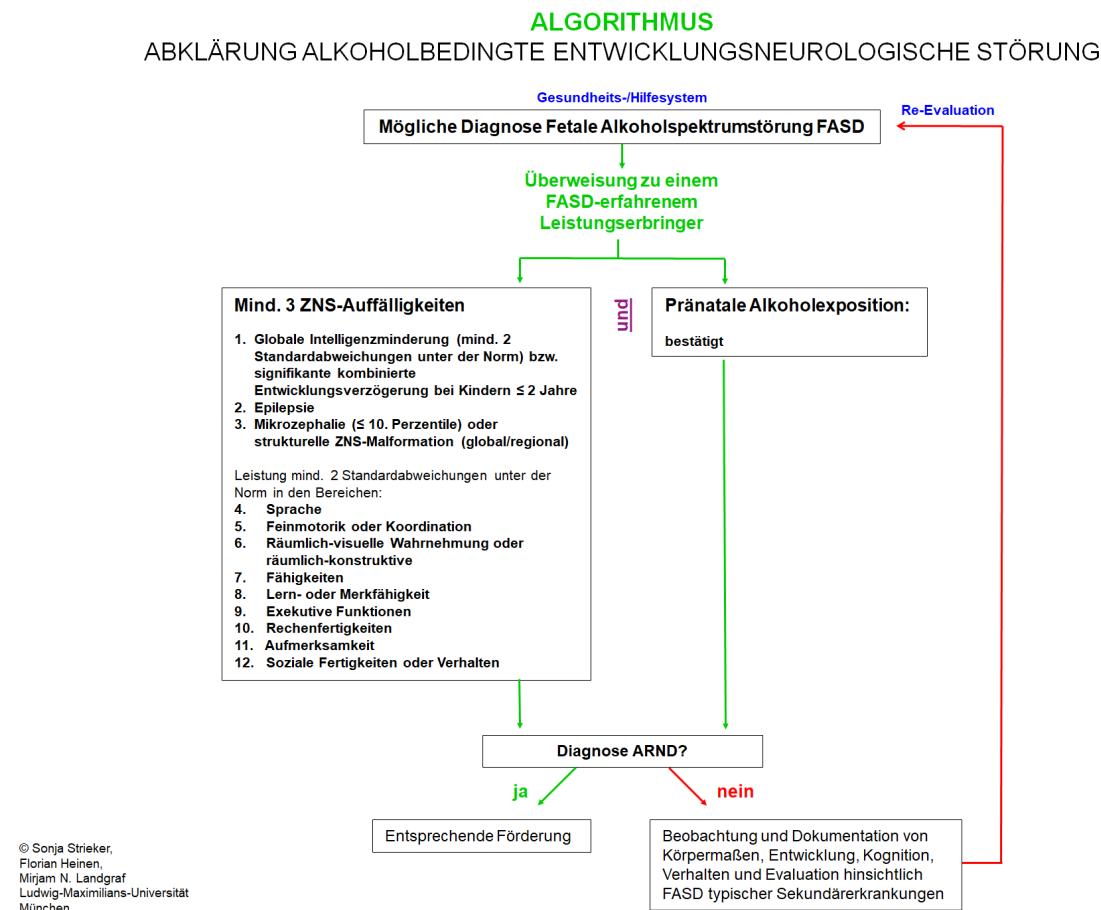 ALGORITHMUS
ABKLÄRUNG ALKOHOLBEDINGTE ENTWICKLUNGSNEUROLOGISCHE STÖRUNG
Gesundheits-/Hilfesystem
Mögliche Diagnose Fetale Alkoholspektrumstörung FASD
Re-Evaluation
Überweisung zu einem
FASD-erfahrenem
Leistungserbringer
Mind. 3 ZNS-Auffälligkeiten
1. Globale Intelligenzminderung (mind. 2
Standardabweichungen unter der Norm) bzw.
signifikante kombinierte
Entwicklungsverzögerung bei Kindern ≤ 2 Jahre
2. Epilepsie
3. Mikrozephalie (≤ 10. Perzentile) oder
strukturelle ZNS-Malformation (global/regional)
Leistung mind. 2 Standardabweichungen unter der
Norm in den Bereichen:
4. Sprache
5. Feinmotorik oder Koordination
6. Räumlich-visuelle Wahrnehmung oder
räumlich-konstruktive
7. Fähigkeiten
8. Lern- oder Merkfähigkeit
9. Exekutive Funktionen
10. Rechenfertigkeiten
11. Aufmerksamkeit
12. Soziale Fertigkeiten oder Verhalten
und
Pränatale Alkoholexposition:
bestätigt
Diagnose ARND?
ja
nein
Entsprechende Förderung
Beobachtung und Dokumentation von
Körpermaßen, Entwicklung, Kognition,
Verhalten und Evaluation hinsichtlich
FASD typischer Sekundärerkrankungen
© Sonja Strieker,
Florian Heinen,
Mirjam N. Landgraf
Ludwig-Maximilians-Universität
München